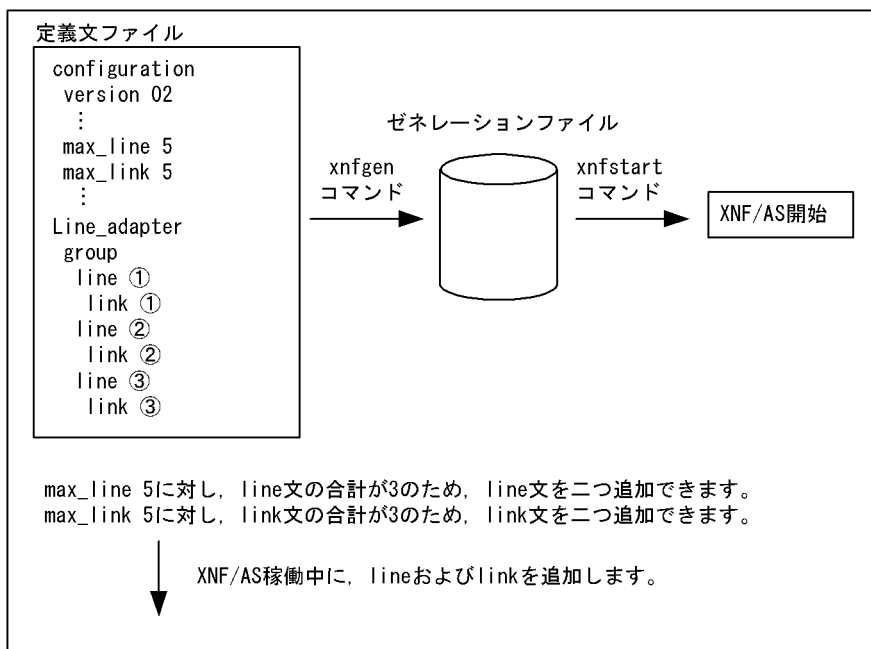 定義文ファイル
configuration
version 02
⋮
max_line 5
max_link 5
⋮
Line_adapter
group
line ①
link ①
line ②
link ②
line ③
link ③
xnfgen
コマンド
ゼネレーションファイル
xnfstart
コマンド
XNF/AS開始
max_line 5に対し，line文の合計が3のため，line文を二つ追加できます。
max_link 5に対し，link文の合計が3のため，link文を二つ追加できます。
XNF/AS稼働中に，lineおよびlinkを追加します。